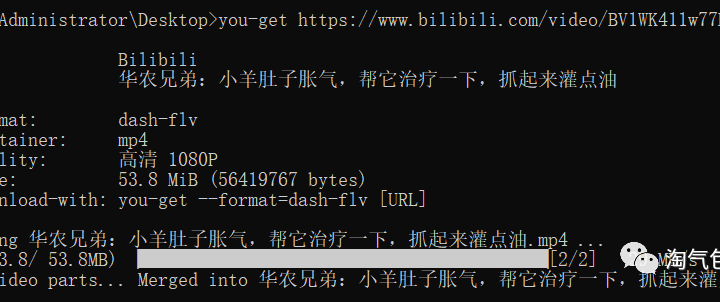 Administrator\Desktop>you-get https://www.bilibili.com/video/BV1WK411w77
Bilibili
华农兄弟：小羊肚子胀气，帮它治疗一下，抓起来灌点油
mat: dash-flv
tainer: mp4
lity: 高清 1080P
e: 53.8 MiB (56419767 bytes)
nload-with: you-get --format=dash-flv [URL]
ng 华农兄弟：小羊肚子胀气，帮它治疗一下，抓起来灌点油.mp4 ...
3.8/ 53.8MB) [2/2]
ideo parts... Merged into 华农兄弟：小羊肚子胀气，帮它治疗一下，抓起来灌
淘气包